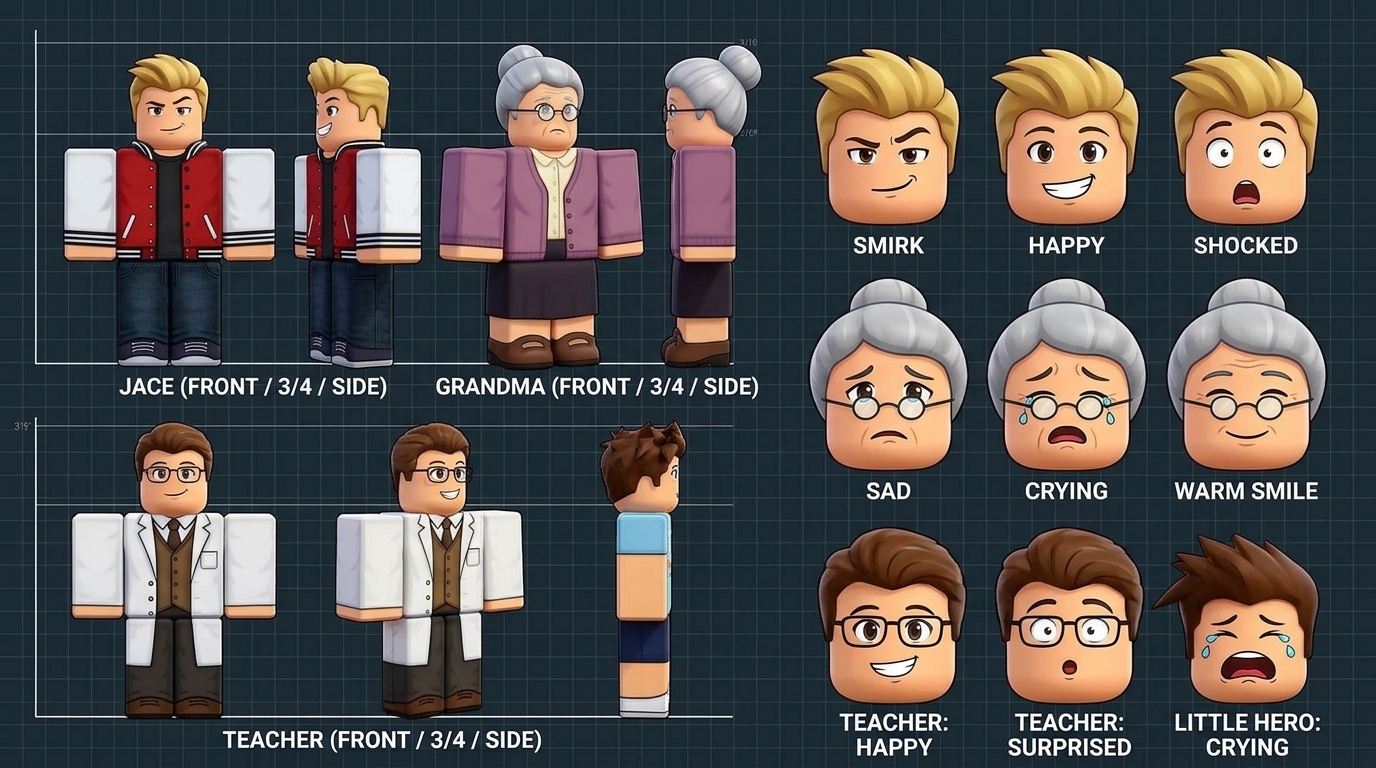 JACE (FRONT / 3/4 / SIDE)
GRANDMA (FRONT / 3/4 / SIDE)
TEACHER (FRONT / 3/4 / SIDE)
SMIRK
HAPPY
SHOCKED
SAD
CRYING
WARM SMILE
TEACHER:
HAPPY
TEACHER:
SURPRISED
LITTLE HERO:
CRYING